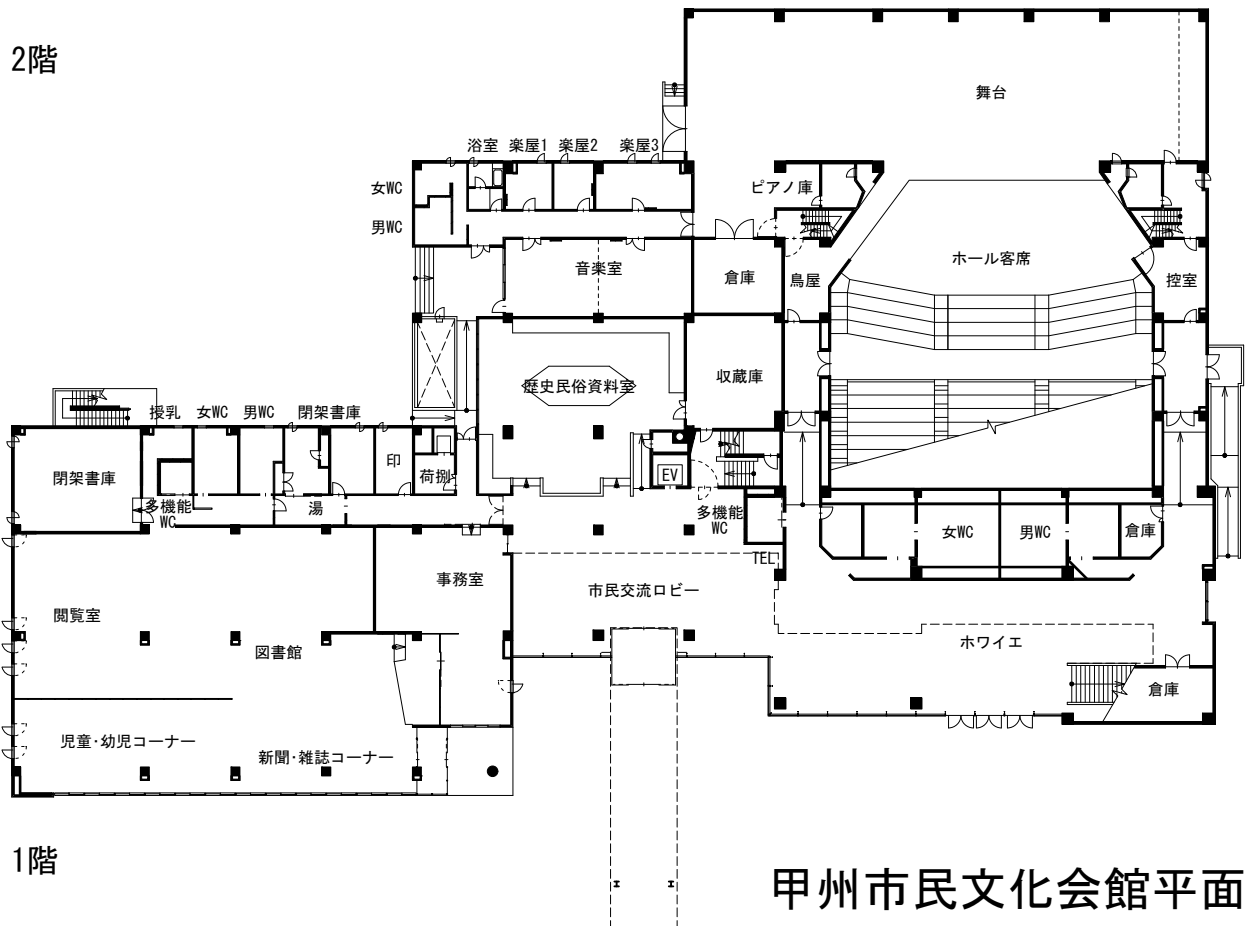 2階
舞台
浴室
楽屋1
楽屋2
楽屋3
女WC
男WC
ピアノ庫
音楽室
倉庫
鳥屋
ホール客席
控室
収蔵庫
歴史民俗資料室
授乳
女WC
男WC
閉架書庫
閉架書庫
印
荷捌
EV
多機能
WC
湯
多機能
WC
女WC
男WC
倉庫
TEL
事務室
市民交流ロビー
閲覧室
図書館
ホワイエ
倉庫
児童・幼児コーナー
新聞・雑誌コーナー
1階
甲州市民文化会館平面